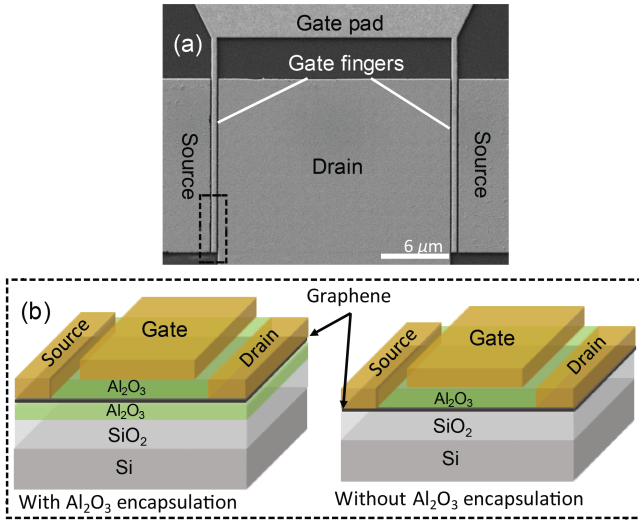 Gate pad
(a)
Gate fingers
Source
Drain
Source
6 μm
(b)
Graphene
Source
Gate
Drain
Al₂O₃
Al₂O₃
SiO₂
Si
With Al₂O₃ encapsulation
Source
Gate
Drain
Al₂O₃
SiO₂
Si
Without Al₂O₃ encapsulation